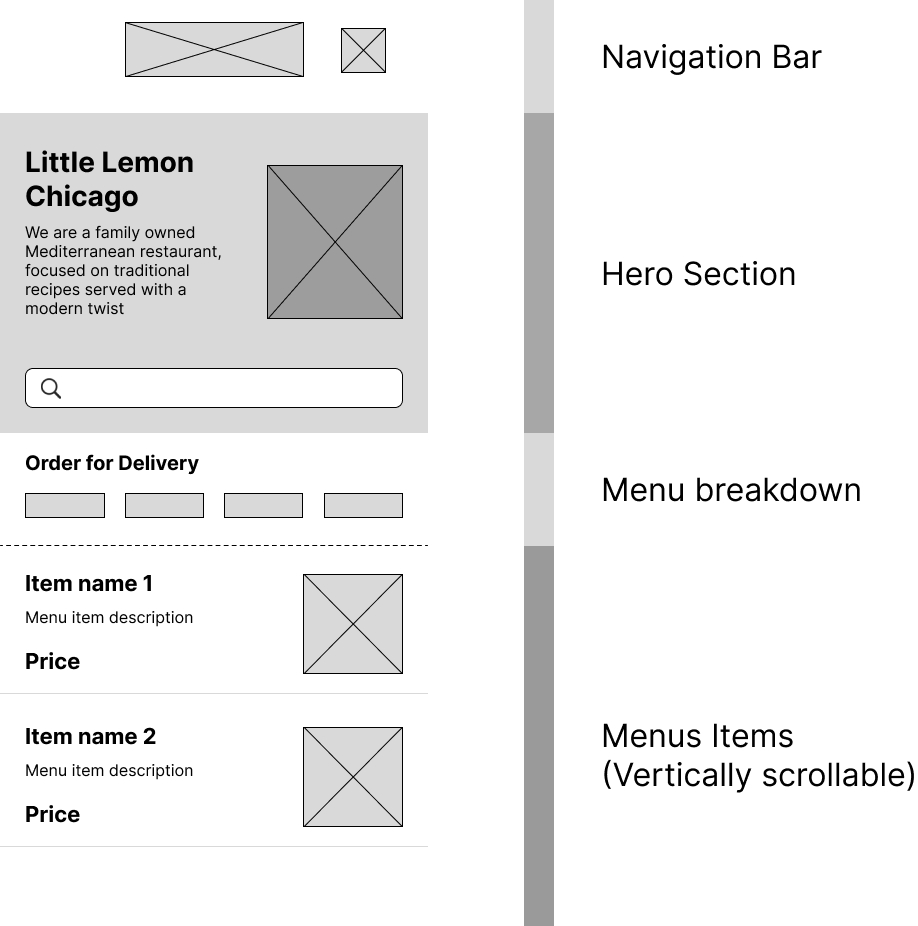 Navigation Bar
Little Lemon
Chicago
We are a family owned
Mediterranean restaurant,
focused on traditional
recipes served with a
modern twist
Hero Section
Order for Delivery
Menu breakdown
Item name 1
Menu item description
Price
Item name 2
Menu item description
Price
Menus Items
(Vertically scrollable)